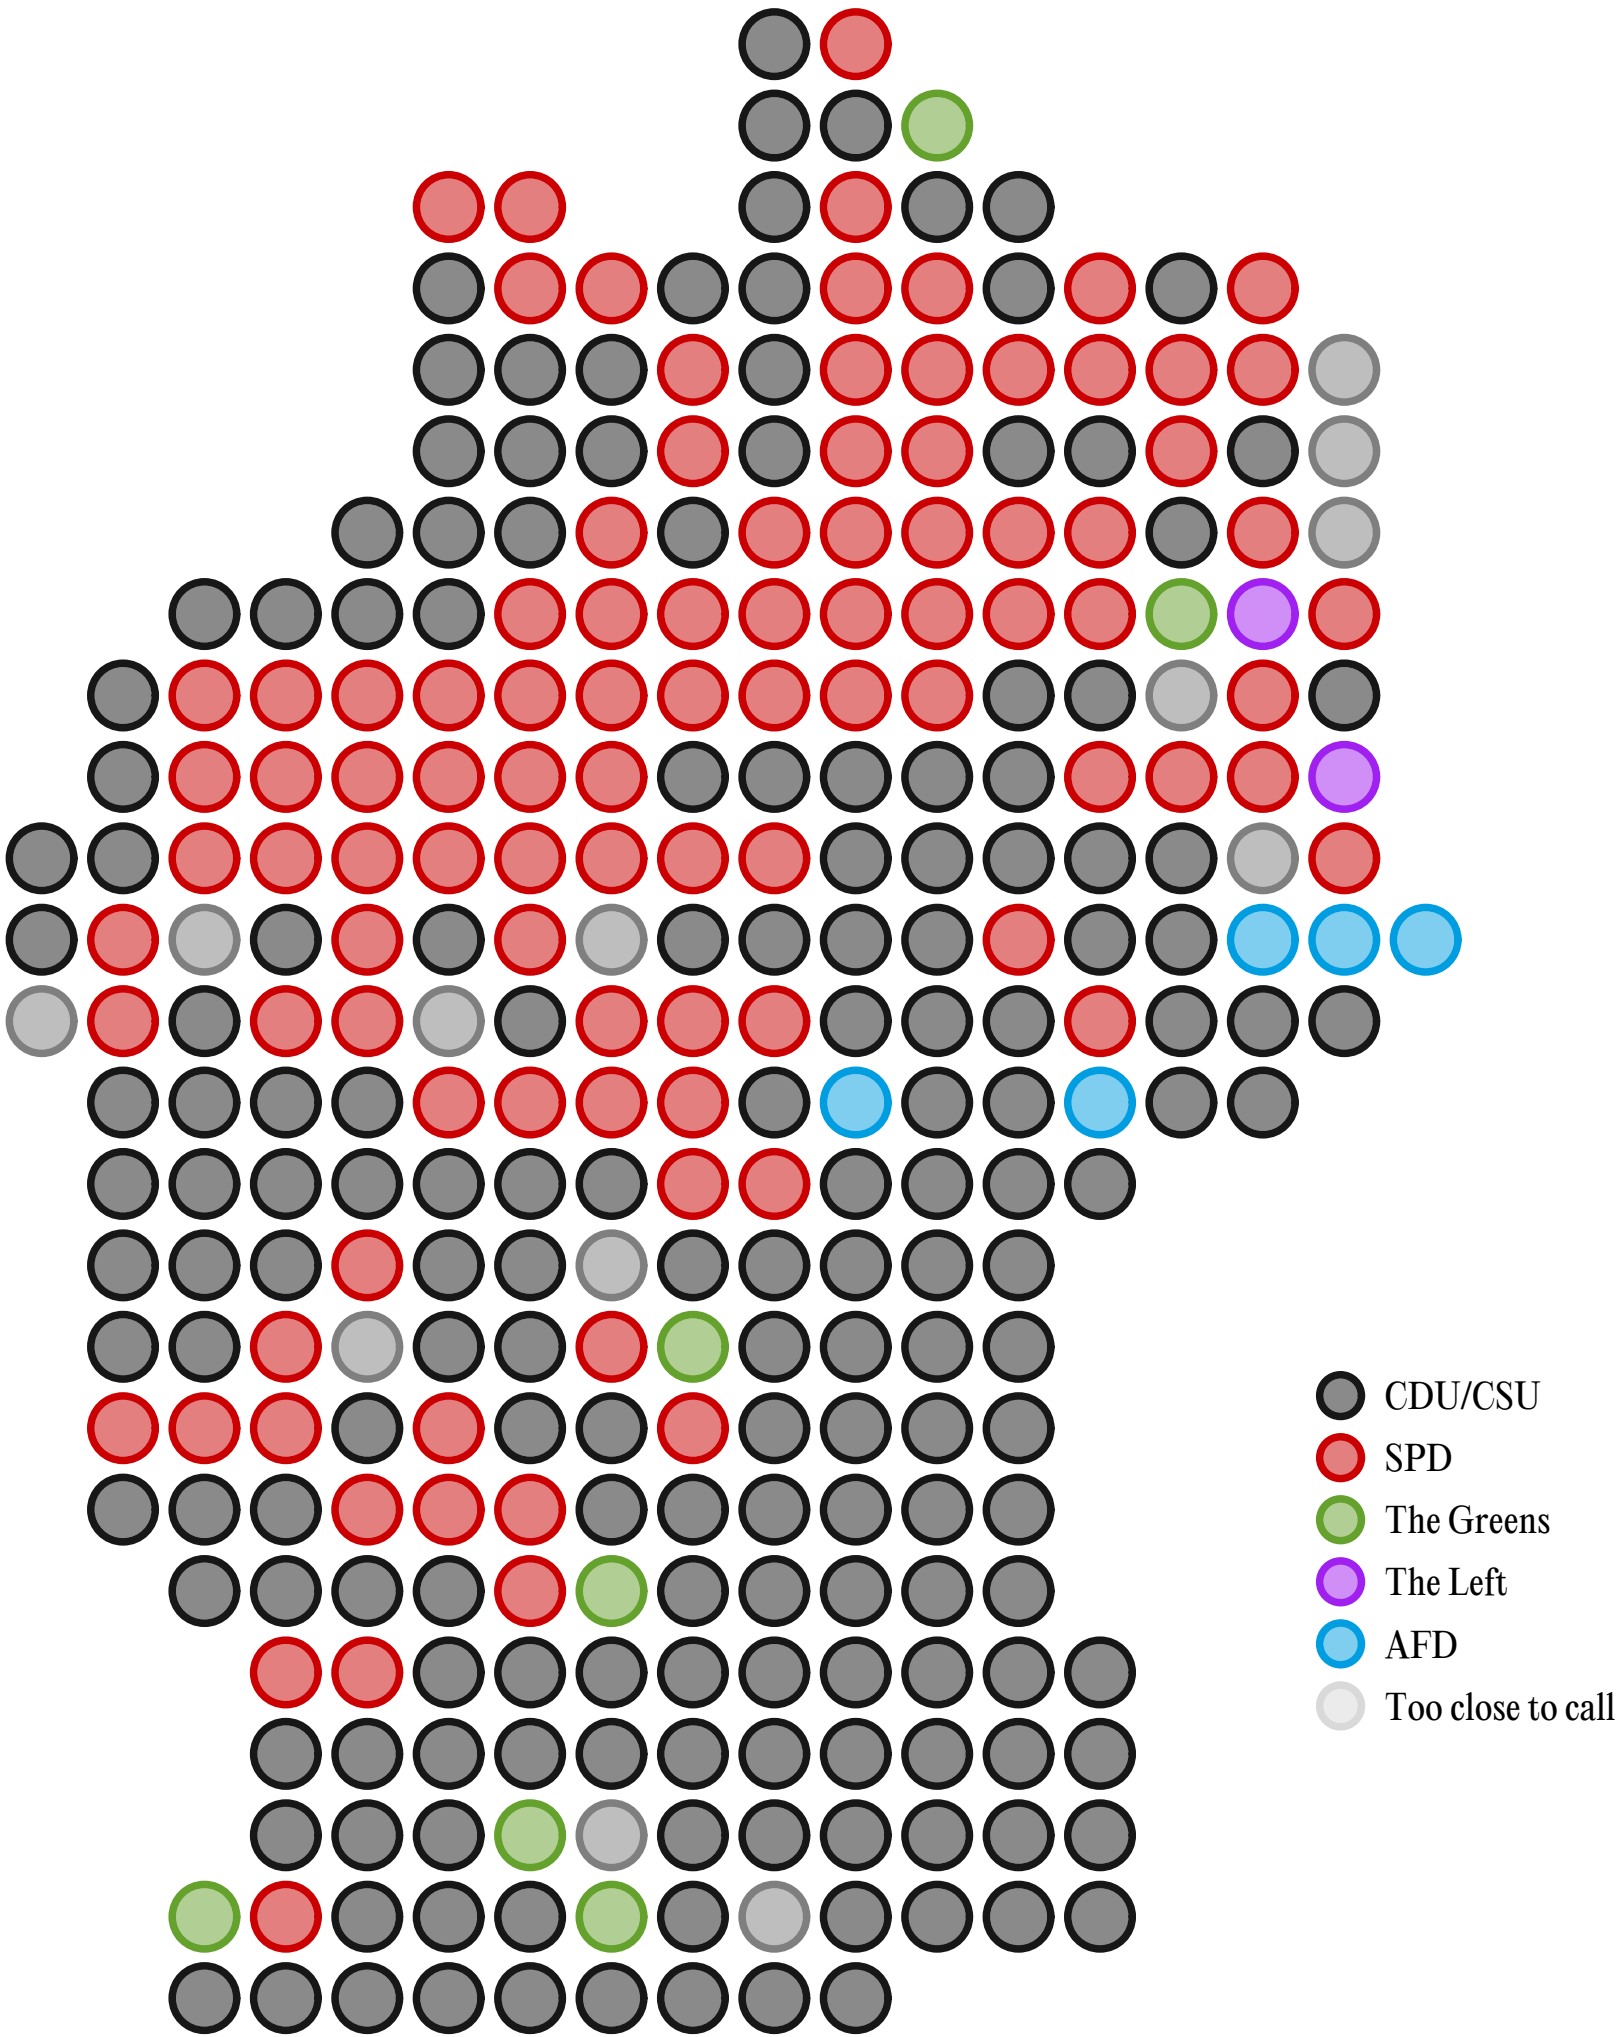 CDU/CSU
SPD
The Greens
The Left
AFD
Too close to call